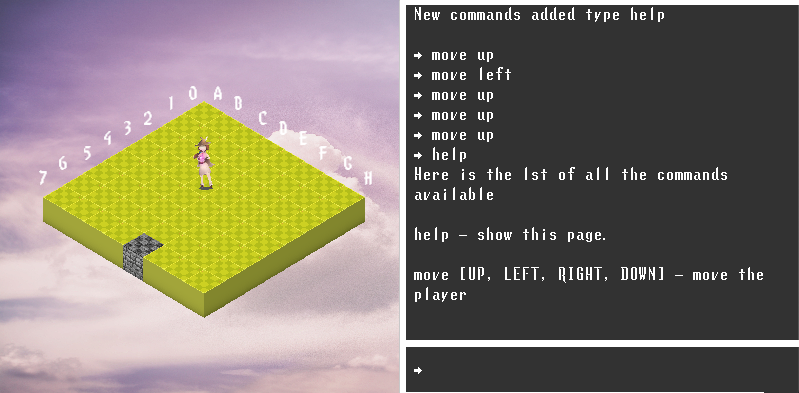 7 6 5 4 3 2 1 0 A B C D E F G H
New commands added type help
→ move up
→ move left
→ move up
→ move up
→ move up
→ help
Here is the lst of all the commands
available
help – show this page.
move [UP, LEFT, RIGHT, DOWN] – move the
player
→